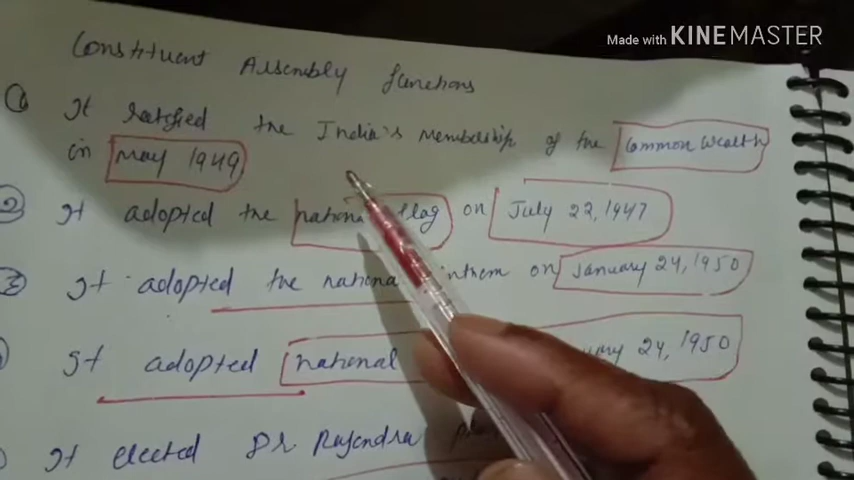 Made with KINEMASTER
Constituent Assembly functions
① It ratified the India's membership of the Common Wealth
in May 1949
② It adopted the national flag on July 22, 1947
③ It adopted the national anthem on January 24, 1950
It adopted national 24, 1950
It elected Dr Rajendra